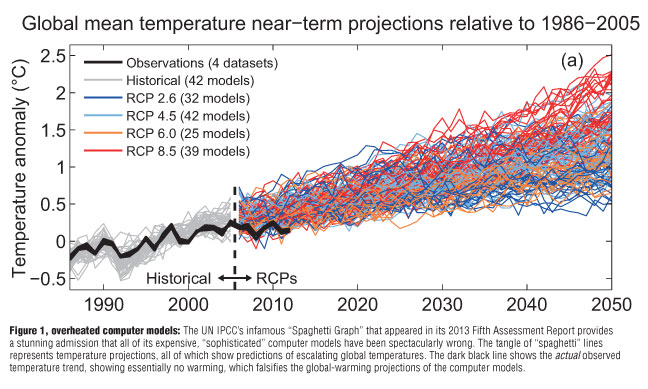 Global mean temperature near−term projections relative to 1986−2005
(a)
Observations (4 datasets)
Historical (42 models)
RCP 2.6 (32 models)
RCP 4.5 (42 models)
RCP 6.0 (25 models)
RCP 8.5 (39 models)
Temperature anomaly (°C)
2.5
2
1.5
1
0.5
0
−0.5
Historical
RCPs
1990
2000
2010
2020
2030
2040
2050
Figure 1, overheated computer models: The UN IPCC's infamous “Spaghetti Graph” that appeared in its 2013 Fifth Assessment Report provides
a stunning admission that all of its expensive, “sophisticated” computer models have been spectacularly wrong. The tangle of “spaghetti” lines
represents temperature projections, all of which show predictions of escalating global temperatures. The dark black line shows the actual observed
temperature trend, showing essentially no warming, which falsifies the global-warming projections of the computer models.